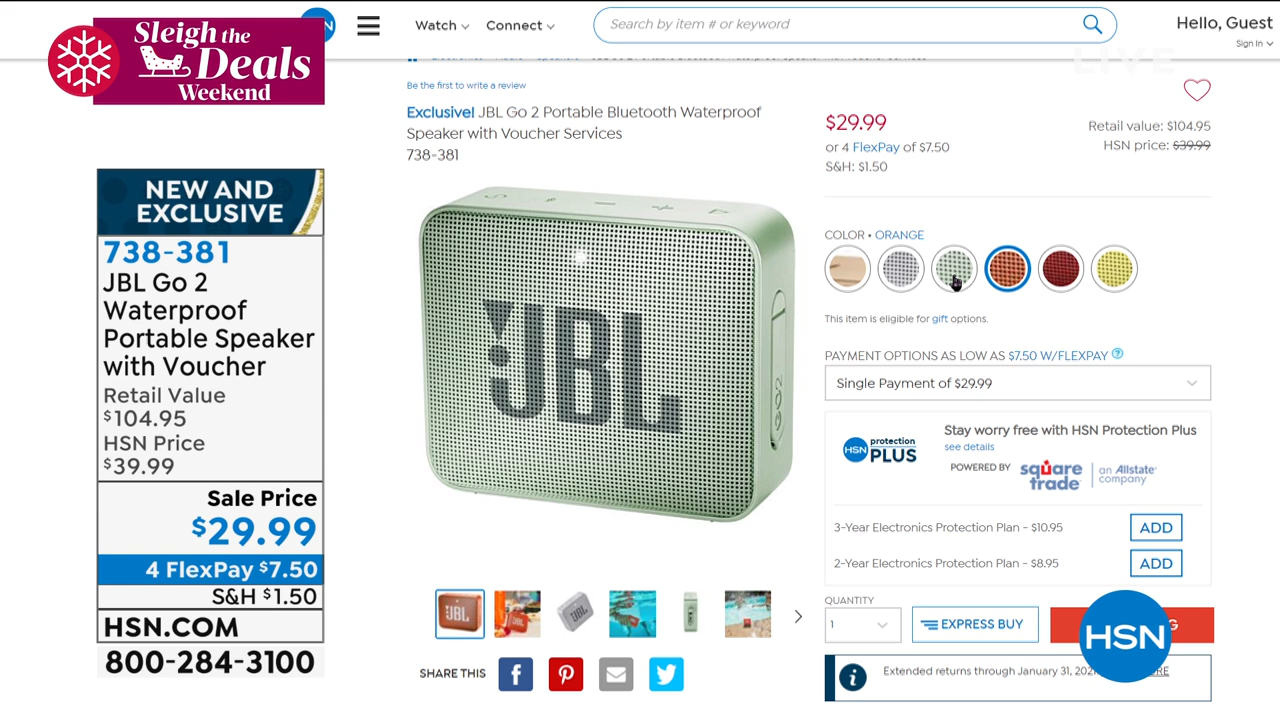 Sleigh the
Deals
Weekend
Watch
Connect
Search by item # or keyword
Hello, Guest
Sign In
LIVE
Be the first to write a review
Exclusive! JBL Go 2 Portable Bluetooth Waterproof
Speaker with Voucher Services
738-381
$29.99
or 4 FlexPay of $7.50
S&H: $1.50
Retail value: $104.95
HSN price: $39.99
COLOR • ORANGE
This item is eligible for gift options.
PAYMENT OPTIONS AS LOW AS $7.50 W/FLEXPAY ?
Single Payment of $29.99
HSN protection PLUS
Stay worry free with HSN Protection Plus
see details
POWERED BY square trade | an Allstate company
3-Year Electronics Protection Plan - $10.95
ADD
2-Year Electronics Protection Plan - $8.95
ADD
QUANTITY
1
EXPRESS BUY
G
HSN
Extended returns through January 31, 202
NEW AND
EXCLUSIVE
738-381
JBL Go 2
Waterproof
Portable Speaker
with Voucher
Retail Value
$104.95
HSN Price
$39.99
Sale Price
$29.99
4 FlexPay $7.50
S&H $1.50
HSN.COM
800-284-3100
JBL
GO2
JBL
JBL
JBL
SHARE THIS